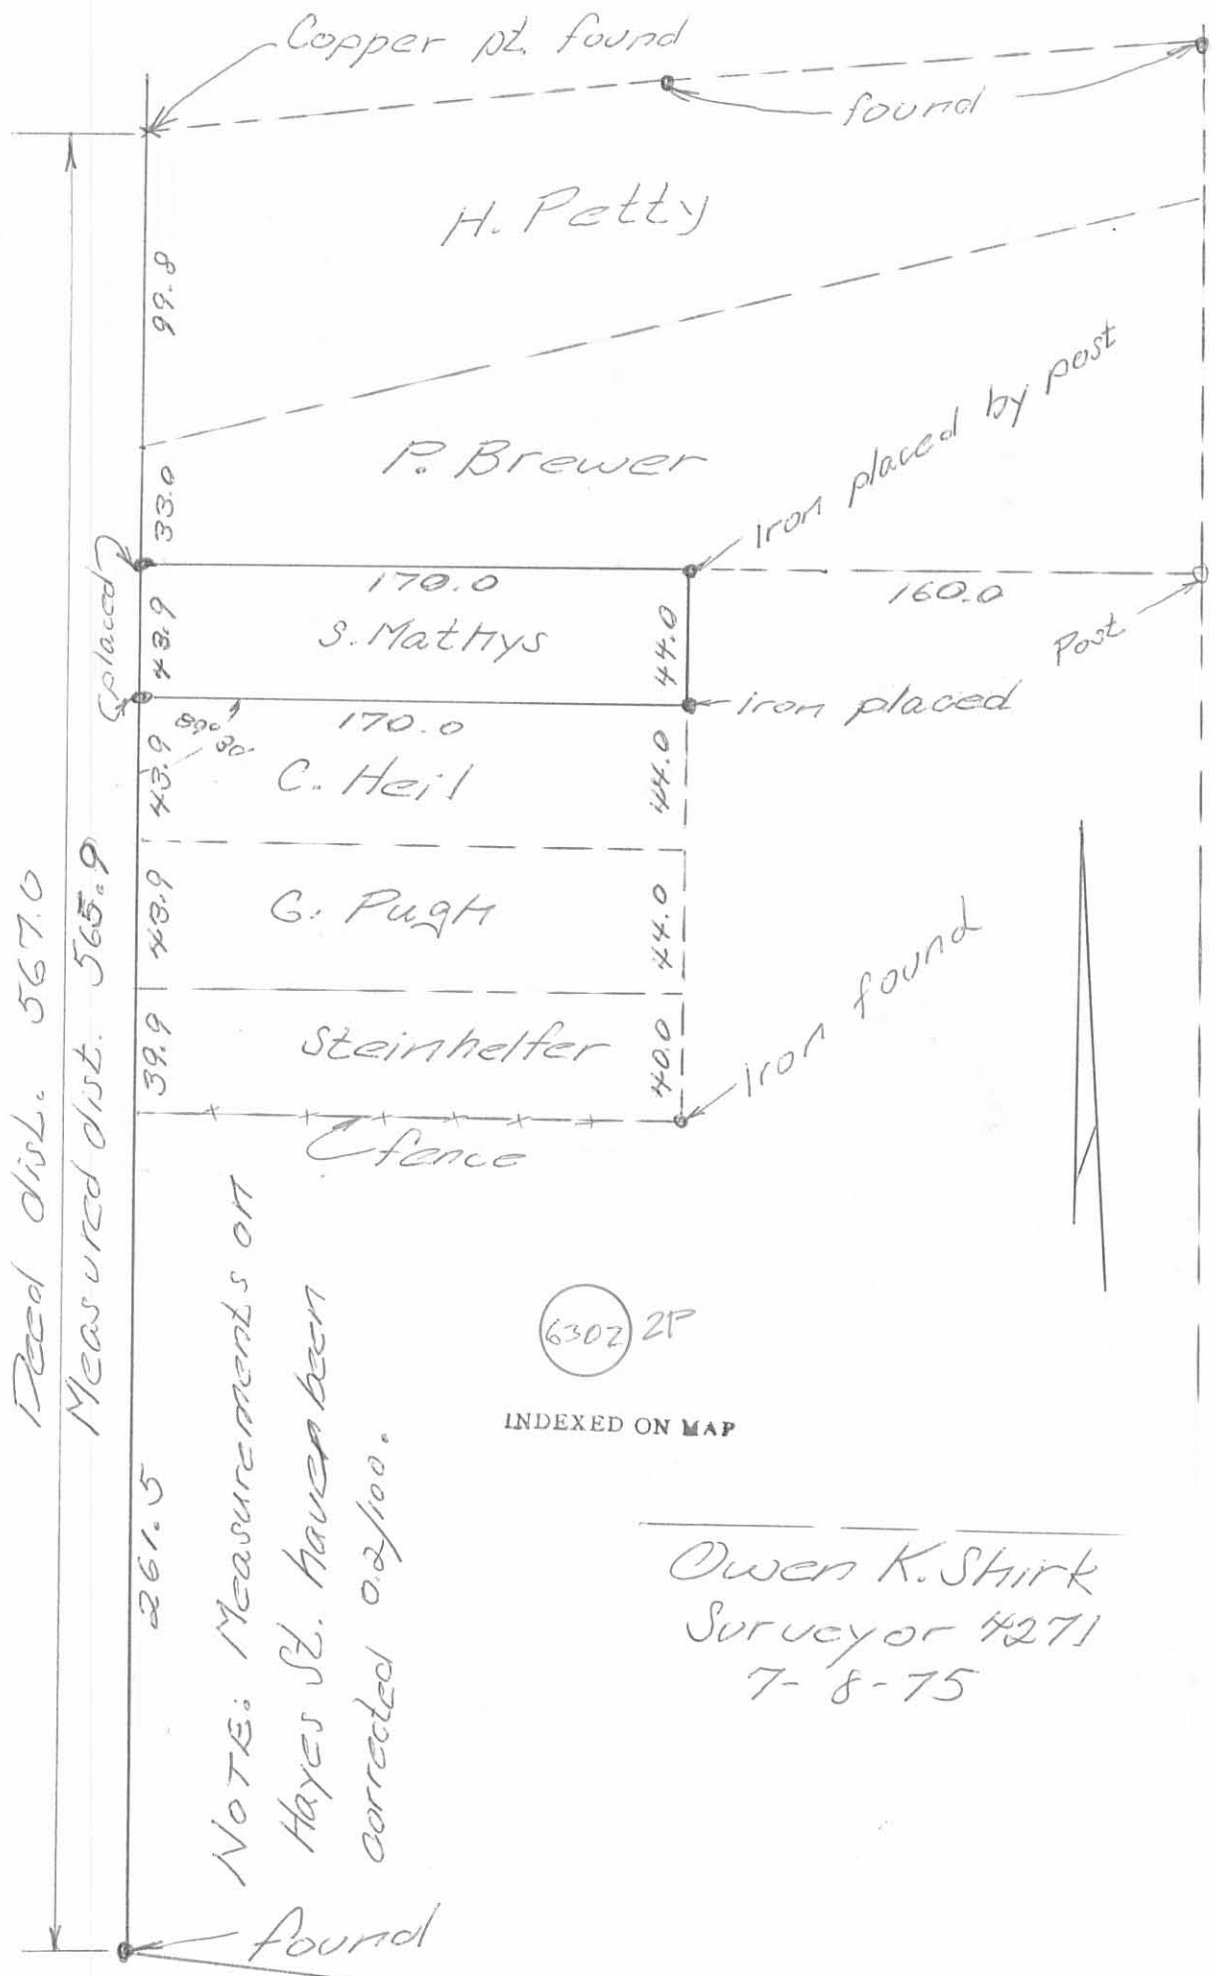 Copper pt. found
found
H. Petty
99.8
P. Brewer
Iron placed by post
33.0
placed
170.0
160.0
43.9
S. Mathys
44.0
Post
iron placed
89° 30'
170.0
43.9
C. Heil
44.0
43.9
G. Pugh
44.0
39.9
Steinhelfer
40.0
Iron found
fence
Deed dist. 567.0
Measured dist. 565.9
261.5
NOTE: Measurements on
Hayes St. have been
corrected 0.2/100.
6302 2P
INDEXED ON MAP
Owen K. Shirk
Surveyor 4271
7-8-75
found